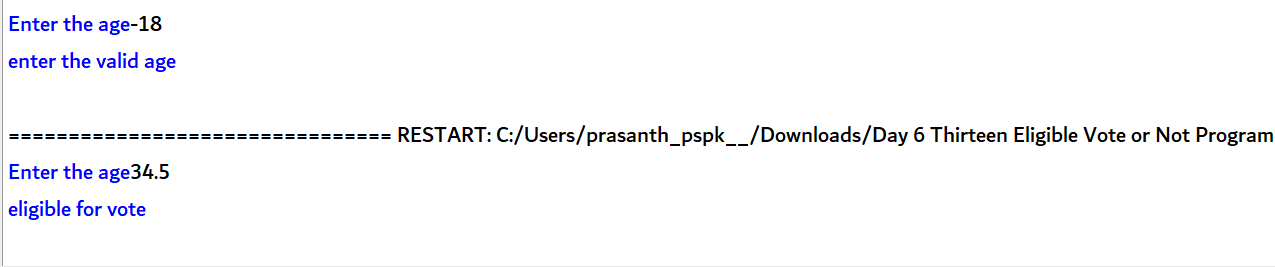 Enter the age-18
enter the valid age
================================ RESTART: C:/Users/prasanth_pspk__/Downloads/Day 6 Thirteen Eligible Vote or Not Program
Enter the age34.5
eligible for vote